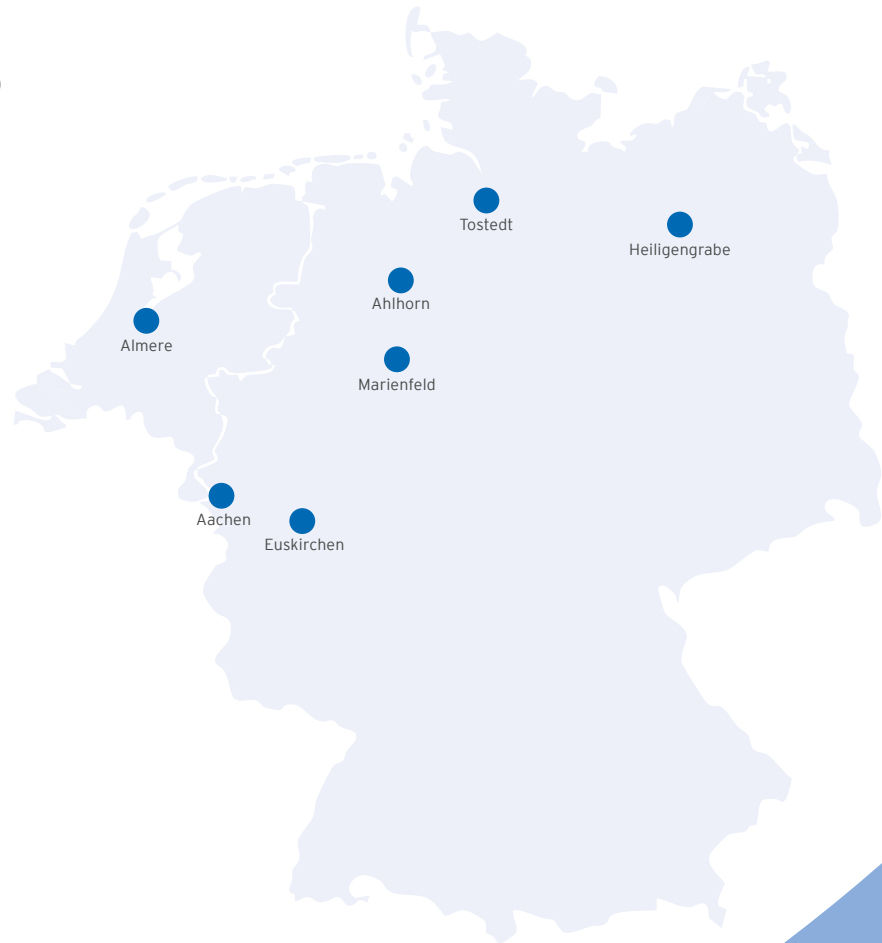 Tostedt
Heiligengrabe
Ahlhorn
Almere
Marienfeld
Aachen
Euskirchen